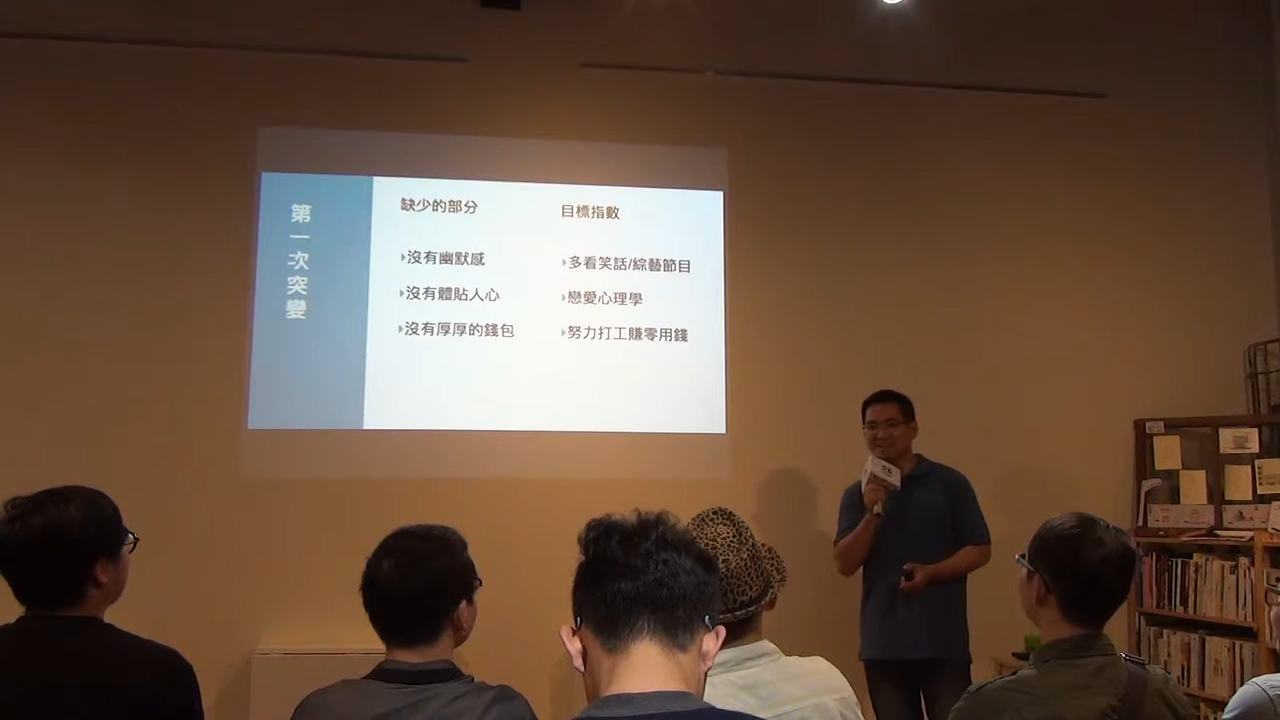 第一次突變
缺少的部分
沒有幽默感
沒有體貼人心
沒有厚厚的錢包
目標指數
多看笑話/綜藝節目
戀愛心理學
努力打工賺零用錢